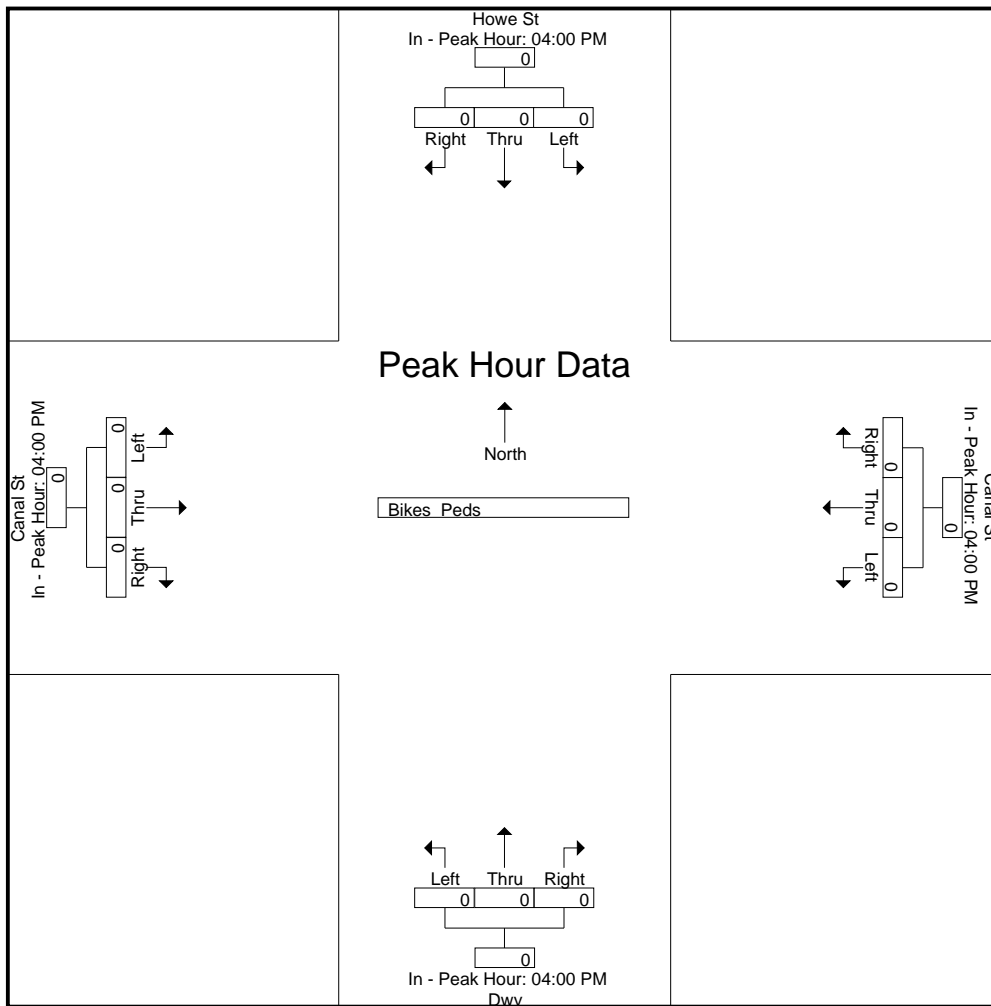 Howe St
In - Peak Hour: 04:00 PM
0
0 0 0
Right Thru Left
Peak Hour Data
North
Bikes Peds
Canal St
In - Peak Hour: 04:00 PM
0
0 0 0
Left Thru Right
Canal St
In - Peak Hour: 04:00 PM
0
0 0 0
Right Thru Left
Left Thru Right
0 0 0
0
In - Peak Hour: 04:00 PM
Dwy